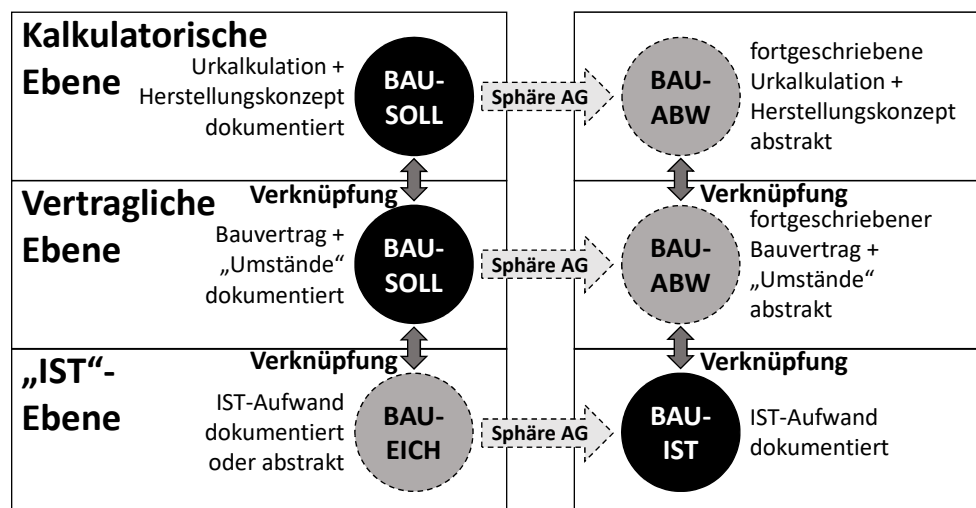 Kalkulatorische
Ebene
Urkalkulation +
Herstellungskonzept
dokumentiert
BAU-
SOLL
Sphäre AG
BAU-
ABW
fortgeschriebene
Urkalkulation +
Herstellungskonzept
abstrakt
Verknüpfung
Verknüpfung
Vertragliche
Ebene
Bauvertrag +
„Umstände“
dokumentiert
BAU-
SOLL
Sphäre AG
BAU-
ABW
fortgeschriebener
Bauvertrag +
„Umstände“
abstrakt
Verknüpfung
Verknüpfung
„IST“-
Ebene
IST-Aufwand
dokumentiert
oder abstrakt
BAU-
EICH
Sphäre AG
BAU-
IST
IST-Aufwand
dokumentiert